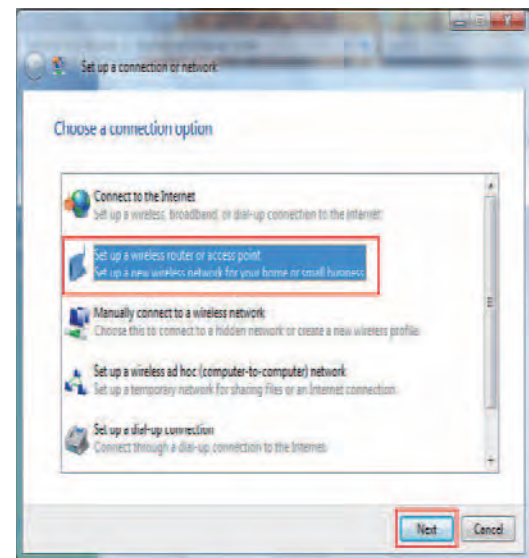 Set up a connection or network
Choose a connection option
Connect to the Internet
Set up a wireless, broadband, or dial-up connection to the Internet.
Set up a wireless router or access point
Set up a new wireless network for your home or small business.
Manually connect to a wireless network
Choose this to connect to a hidden network or create a new wireless profile.
Set up a wireless ad hoc (computer-to-computer) network
Set up a temporary network for sharing files or an Internet connection.
Set up a dial-up connection
Connect through a dial-up connection to the Internet.
Next
Cancel